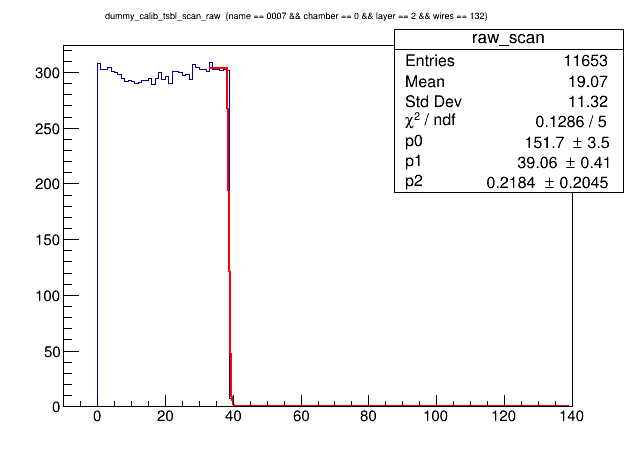 dummy_calib_tsbl_scan_raw (name == 0007 && chamber == 0 && layer == 2 && wires == 132)
raw_scan
Entries 11653
Mean 19.07
Std Dev 11.32
χ² / ndf 0.1286 / 5
p0 151.7 ± 3.5
p1 39.06 ± 0.41
p2 0.2184 ± 0.2045
300
250
200
150
100
50
0
0 20 40 60 80 100 120 140